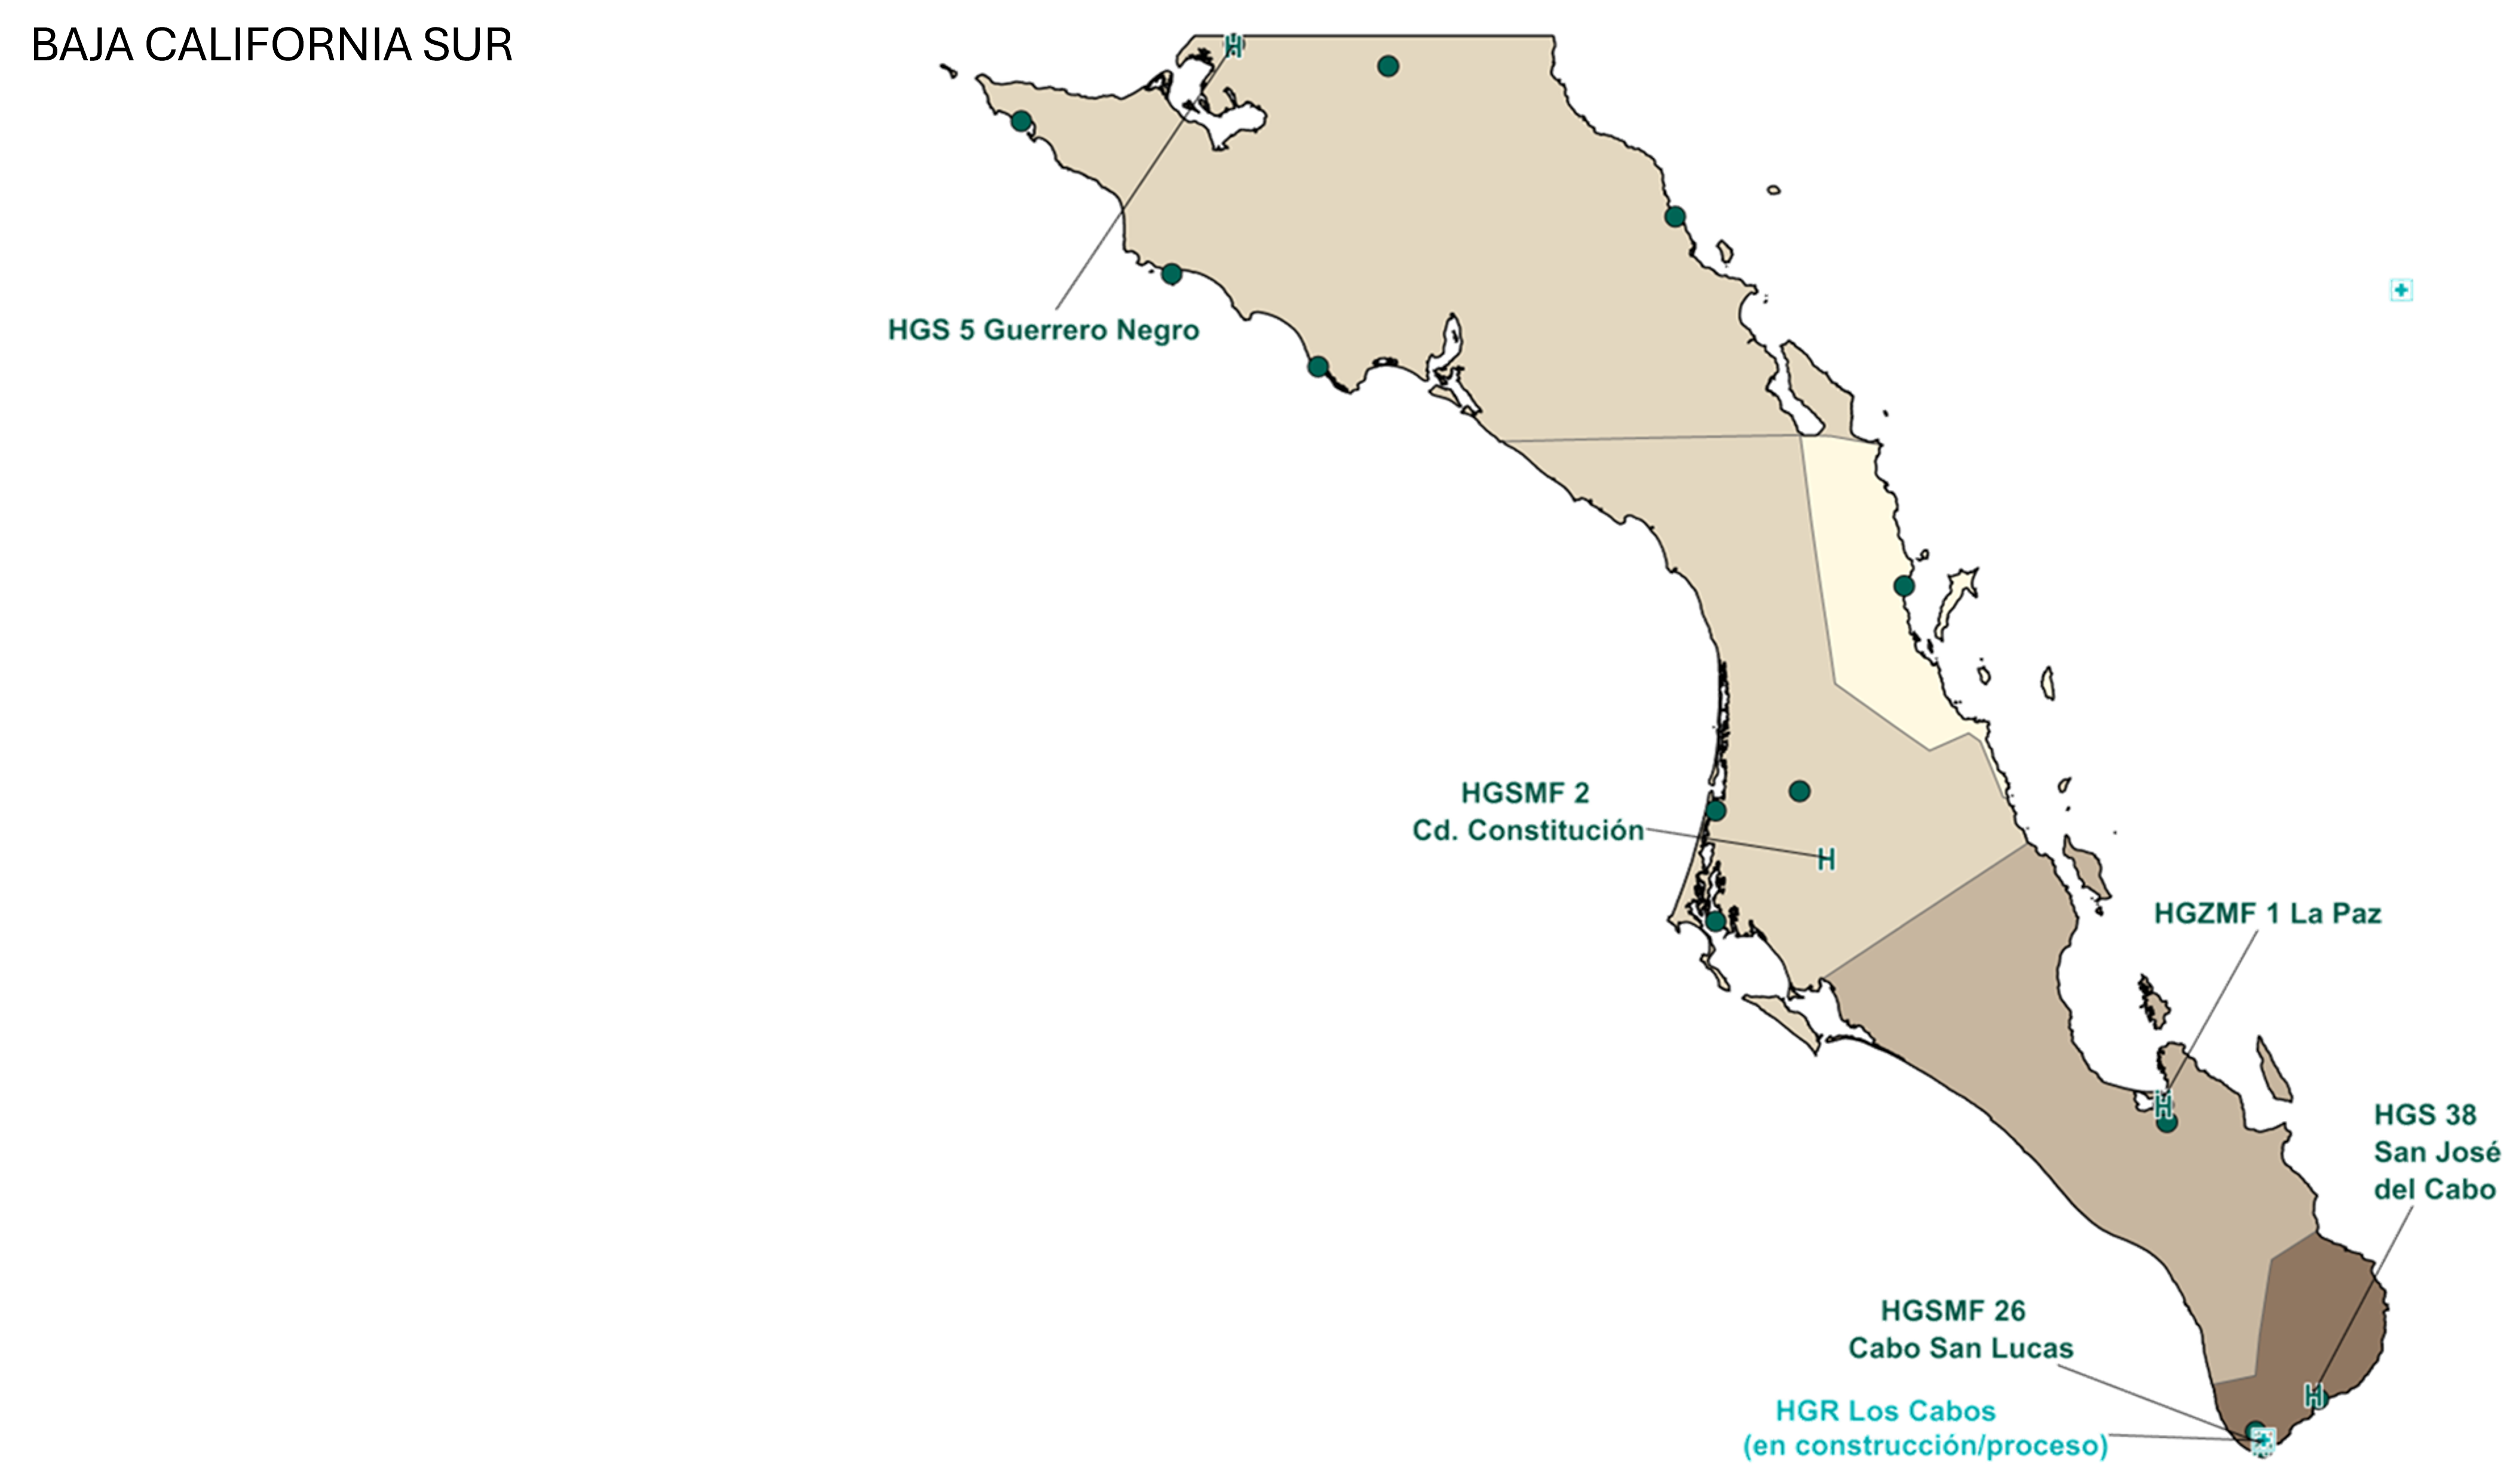 BAJA CALIFORNIA SUR
HGS 5 Guerrero Negro
HGSMF 2
Cd. Constitución
HGZMF 1 La Paz
HGS 38
San José
del Cabo
HGSMF 26
Cabo San Lucas
HGR Los Cabos
(en construcción/proceso)
H
H
H
H